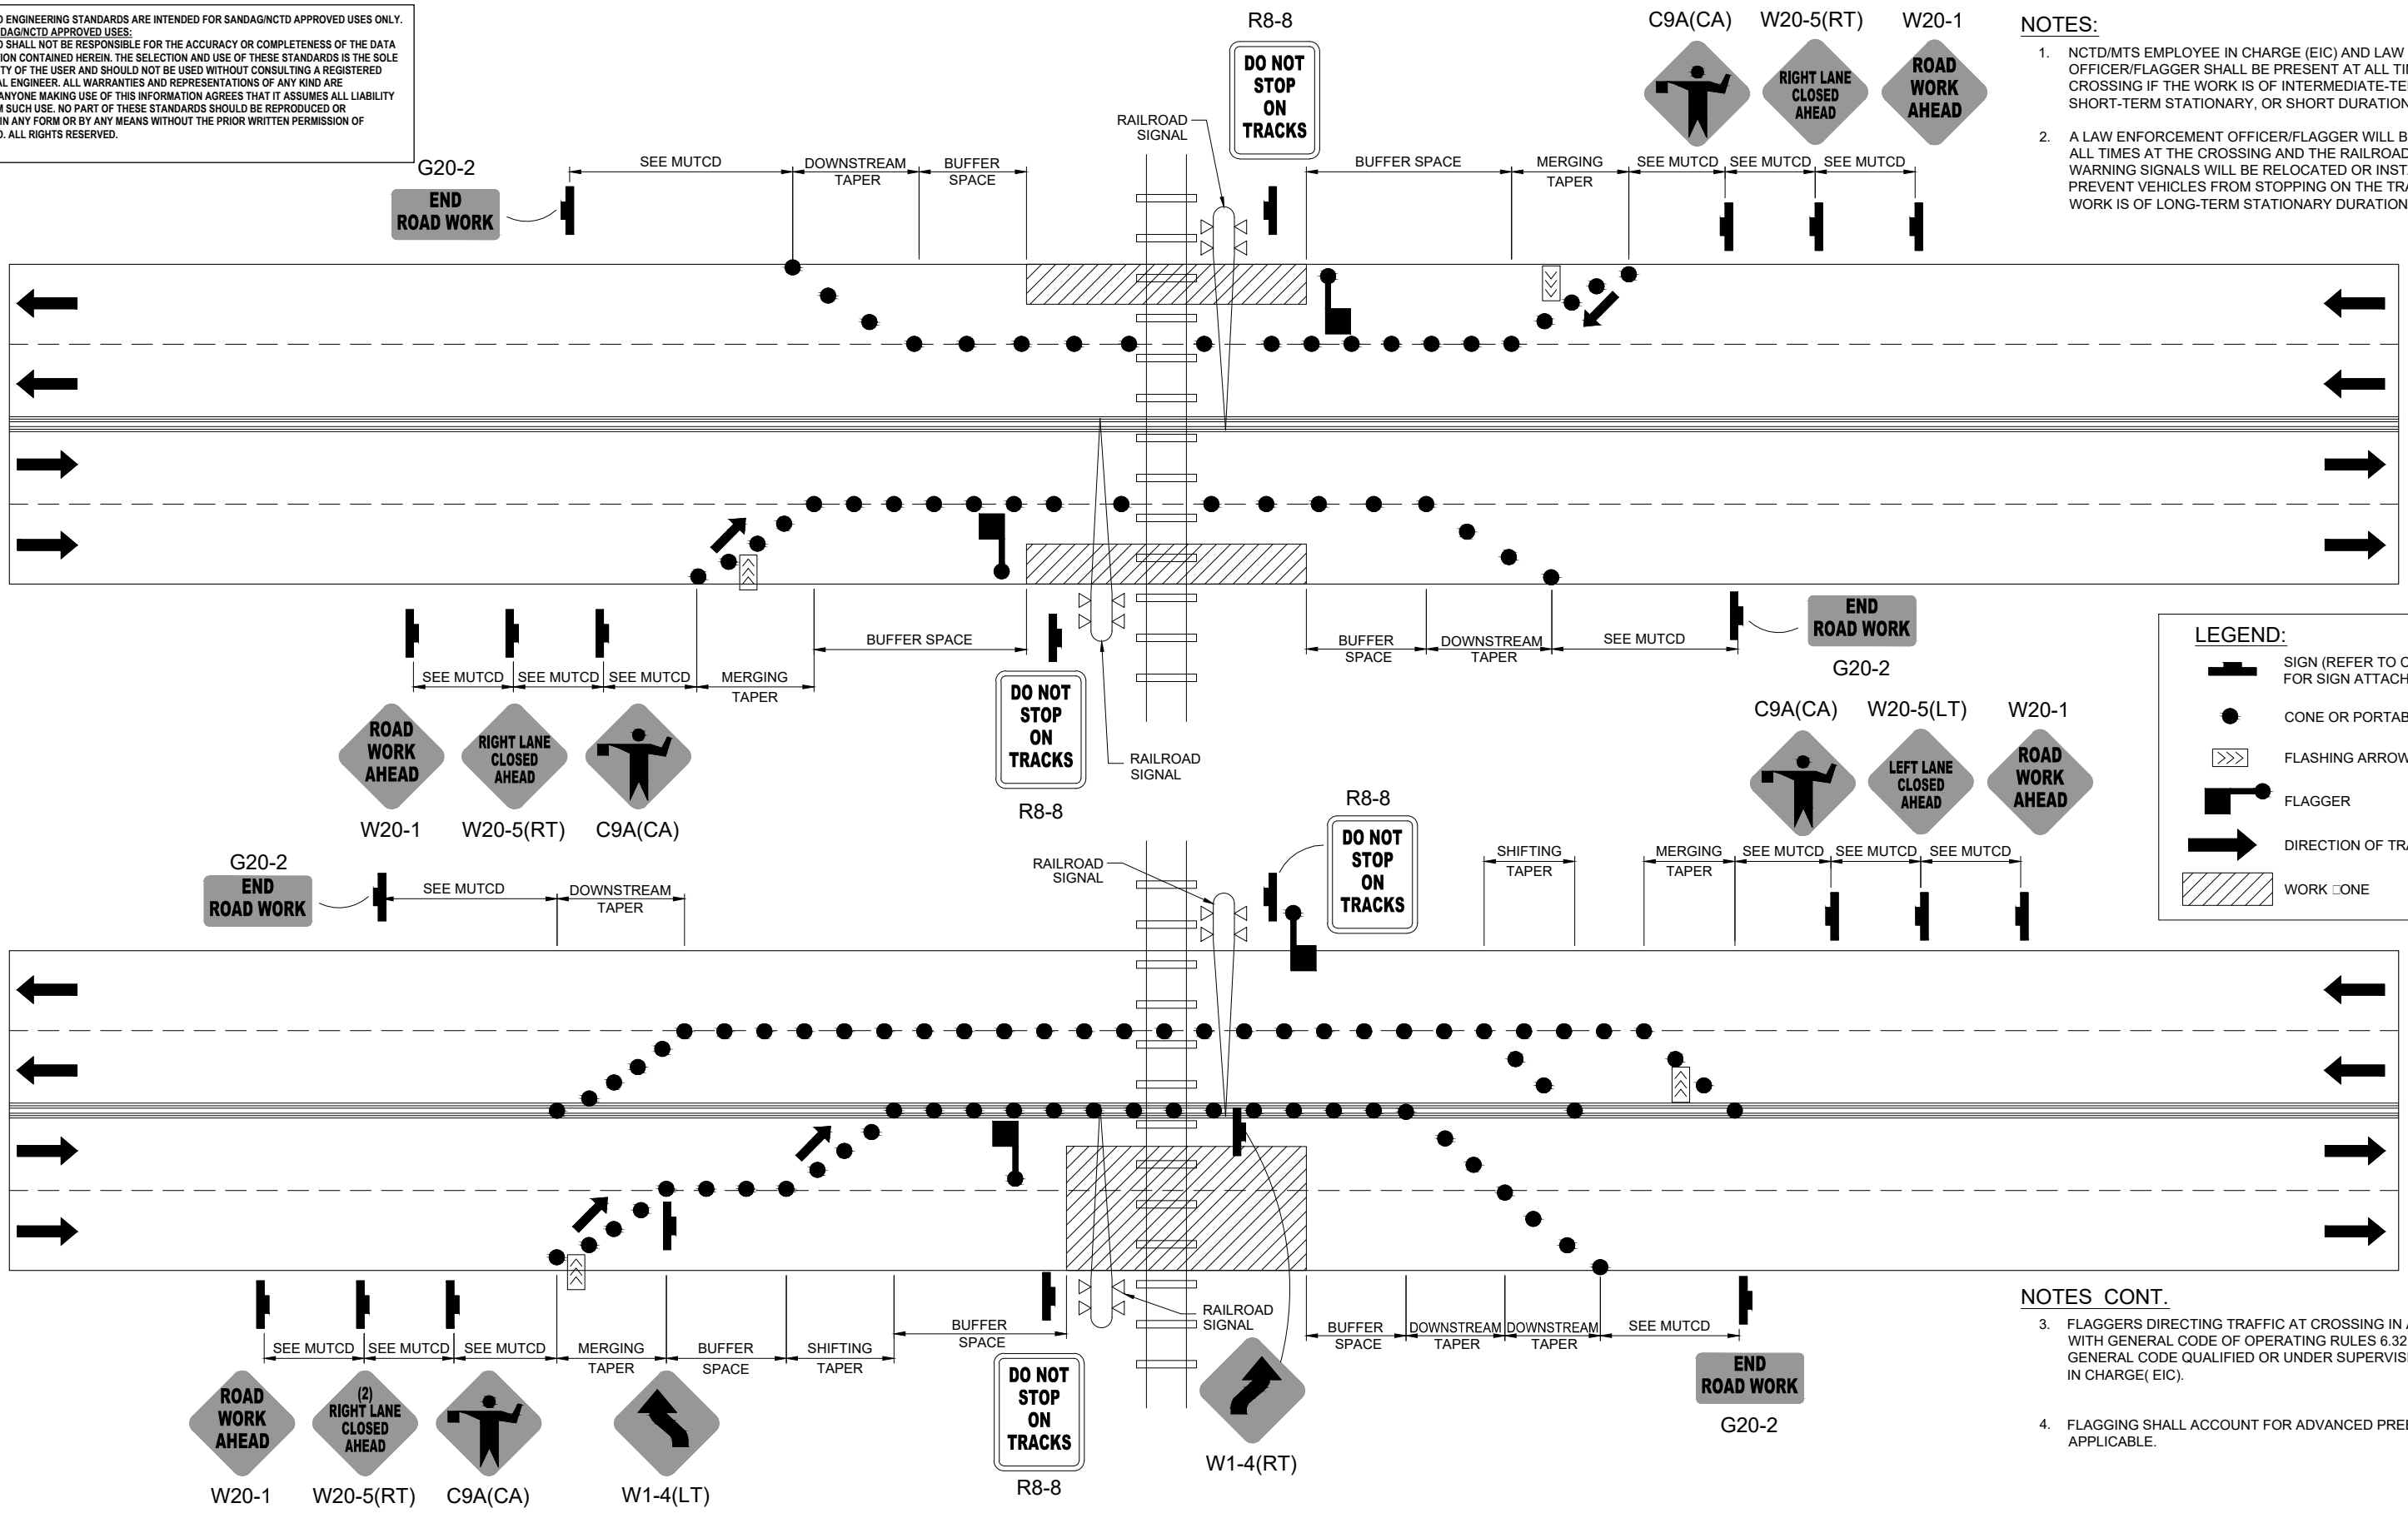 ENGINEERING STANDARDS ARE INTENDED FOR SANDAG/NCTD APPROVED USES ONLY.
APPROVED USES:
SHALL NOT BE RESPONSIBLE FOR THE ACCURACY OR COMPLETENESS OF THE DATA
CONTAINED HEREIN. THE SELECTION AND USE OF THESE STANDARDS IS THE SOLE
OF THE USER AND SHOULD NOT BE USED WITHOUT CONSULTING A REGISTERED
ENGINEER. ALL WARRANTIES AND REPRESENTATIONS OF ANY KIND ARE
ANYONE MAKING USE OF THIS INFORMATION AGREES THAT IT ASSUMES ALL LIABILITY
SUCH USE. NO PART OF THESE STANDARDS SHOULD BE REPRODUCED OR
IN ANY FORM OR BY ANY MEANS WITHOUT THE PRIOR WRITTEN PERMISSION OF
ALL RIGHTS RESERVED.
G20-2
END
ROAD WORK
SEE MUTCD
DOWNSTREAM
TAPER
BUFFER
SPACE
RAILROAD
SIGNAL
R8-8
DO NOT
STOP
ON
TRACKS
BUFFER SPACE
MERGING
TAPER
SEE MUTCD
SEE MUTCD
SEE MUTCD
C9A(CA)
W20-5(RT)
RIGHT LANE
CLOSED
AHEAD
W20-1
ROAD
WORK
AHEAD
NOTES:
1. NCTD/MTS EMPLOYEE IN CHARGE (EIC) AND LAW
OFFICER/FLAGGER SHALL BE PRESENT AT ALL
CROSSING IF THE WORK IS OF
SHORT-TERM STATIONARY, OR SHORT DURATION
2. A LAW ENFORCEMENT OFFICER/FLAGGER WILL
ALL TIMES AT THE CROSSING AND THE RAILROAD
WARNING SIGNALS WILL BE RELOCATED OR
PREVENT VEHICLES FROM STOPPING ON THE
WORK IS OF LONG-TERM STATIONARY DURATION
SEE MUTCD
SEE MUTCD
SEE MUTCD
MERGING
TAPER
BUFFER SPACE
ROAD
WORK
AHEAD
W20-1
RIGHT LANE
CLOSED
AHEAD
W20-5(RT)
C9A(CA)
DO NOT
STOP
ON
TRACKS
R8-8
RAILROAD
SIGNAL
BUFFER
SPACE
DOWNSTREAM
TAPER
SEE MUTCD
END
ROAD WORK
G20-2
LEGEND:
SIGN (REFER TO
FOR SIGN
CONE OR
FLASHING
FLAGGER
DIRECTION OF
WORK □ONE
G20-2
END
ROAD WORK
SEE MUTCD
DOWNSTREAM
TAPER
RAILROAD
SIGNAL
R8-8
DO NOT
STOP
ON
TRACKS
SHIFTING
TAPER
MERGING
TAPER
SEE MUTCD
SEE MUTCD
SEE MUTCD
C9A(CA)
W20-5(LT)
LEFT LANE
CLOSED
AHEAD
W20-1
ROAD
WORK
AHEAD
SEE MUTCD
SEE MUTCD
SEE MUTCD
MERGING
TAPER
BUFFER
SPACE
SHIFTING
TAPER
BUFFER
SPACE
ROAD
WORK
AHEAD
W20-1
(2)
RIGHT LANE
CLOSED
AHEAD
W20-5(RT)
C9A(CA)
W1-4(LT)
DO NOT
STOP
ON
TRACKS
R8-8
RAILROAD
SIGNAL
W1-4(RT)
BUFFER
SPACE
DOWNSTREAM
TAPER
DOWNSTREAM
TAPER
SEE MUTCD
END
ROAD WORK
G20-2
NOTES CONT.
3. FLAGGERS DIRECTING TRAFFIC AT CROSSING IN
WITH GENERAL CODE OF OPERATING RULES 6.32
GENERAL CODE QUALIFIED OR UNDER
IN CHARGE( EIC).
4. FLAGGING SHALL ACCOUNT FOR ADVANCED
APPLICABLE.